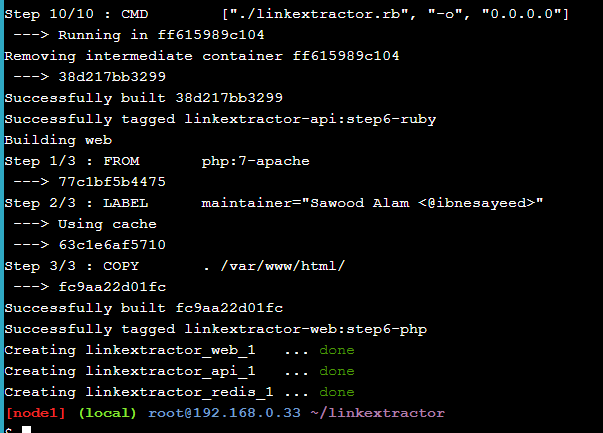 Step 10/10 : CMD        ["./linkextractor.rb", "-o", "0.0.0.0"]
 ---> Running in ff615989c104
Removing intermediate container ff615989c104
 ---> 38d217bb3299
Successfully built 38d217bb3299
Successfully tagged linkextractor-api:step6-ruby
Building web
Step 1/3 : FROM       php:7-apache
 ---> 77c1bf5b4475
Step 2/3 : LABEL      maintainer="Sawood Alam <@ibnesayeed>"
 ---> Using cache
 ---> 63c1e6af5710
Step 3/3 : COPY       . /var/www/html/
 ---> fc9aa22d01fc
Successfully built fc9aa22d01fc
Successfully tagged linkextractor-web:step6-php
Creating linkextractor_web_1   ... done
Creating linkextractor_api_1   ... done
Creating linkextractor_redis_1 ... done
[node1] (local) root@192.168.0.33 ~/linkextractor
$